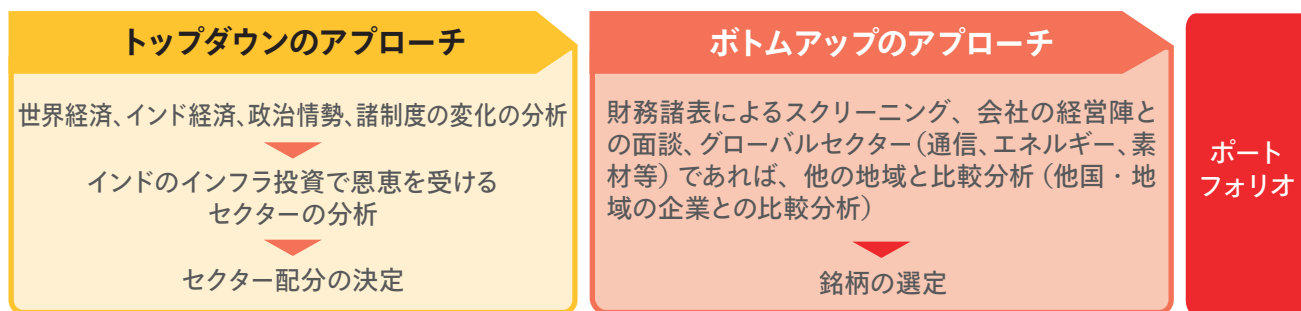 トップダウンのアプローチ
世界経済、インド経済、政治情勢、諸制度の変化の分析
インドのインフラ投資で恩恵を受ける
セクターの分析
セクター配分の決定
ボトムアップのアプローチ
財務諸表によるスクリーニング、会社の経営陣と
の面談、グローバルセクター（通信、エネルギー、素
材等）であれば、他の地域と比較分析（他国・地
域の企業との比較分析）
銘柄の選定
ポート
フォリオ